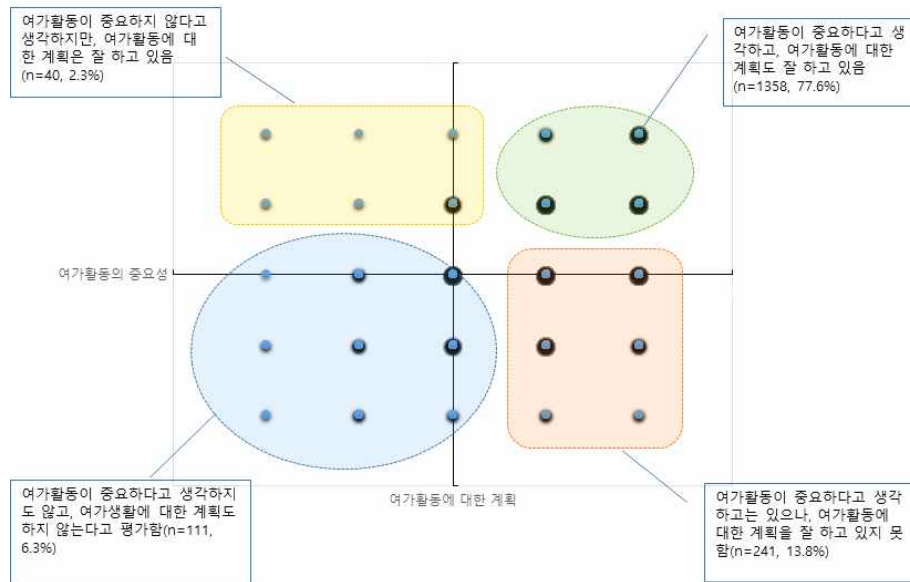 여가활동이 중요하지 않다고
생각하지만, 여가활동에 대
한 계획은 잘 하고 있음
(n=40, 2.3%)
여가활동이 중요하다고 생
각하고, 여가활동에 대한
계획도 잘 하고 있음
(n=1358, 77.6%)
여가활동의 중요성
여가활동에 대한 계획
여가활동이 중요하다고 생각하지
도 않고, 여가생활에 대한 계획도
하지 않는다고 평가함(n=111,
6.3%)
여가활동이 중요하다고 생각
하고는 있으나, 여가활동에
대한 계획을 잘 하고 있지 못
함(n=241, 13.8%)